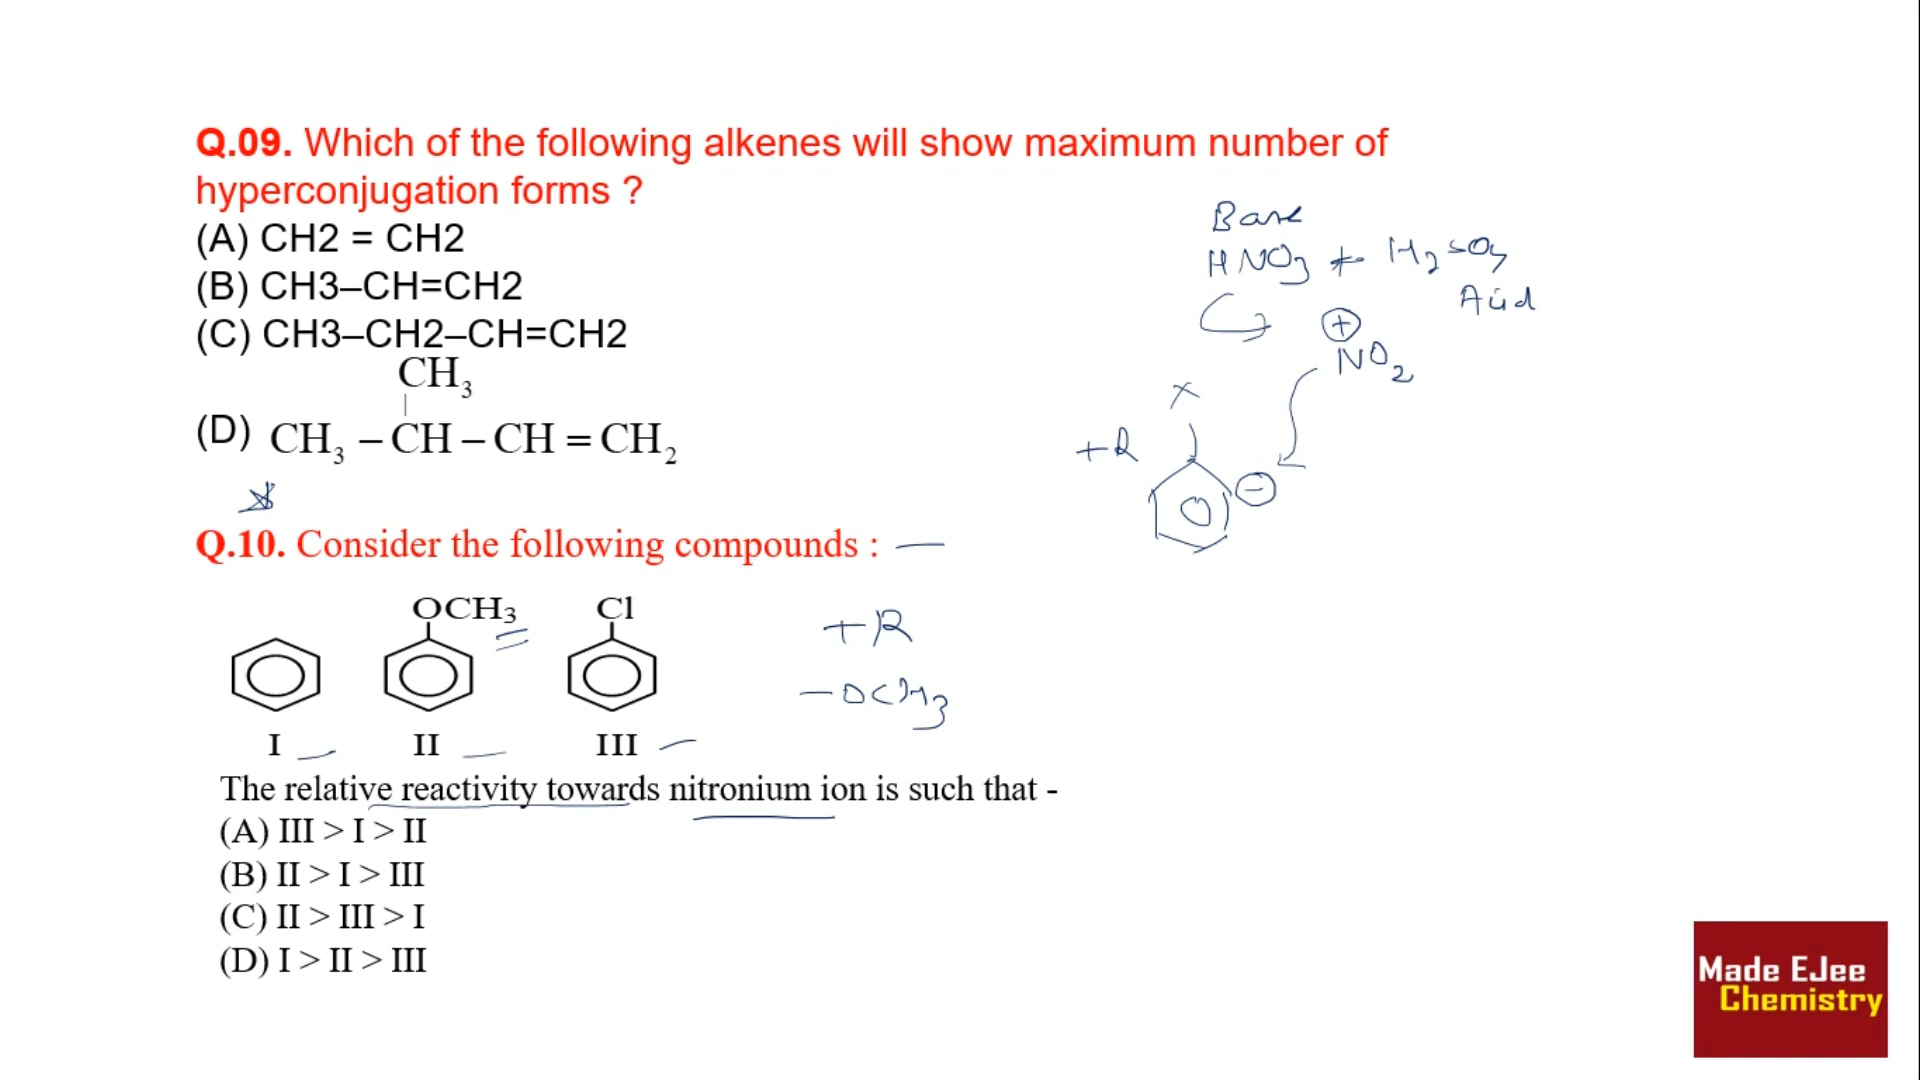 Q.09. Which of the following alkenes will show maximum number of
hyperconjugation forms ?
(A) CH2 = CH2
(B) CH3–CH=CH2
(C) CH3–CH2–CH=CH2
CH₃
(D) CH₃ – CH – CH = CH₂
Base
HNO₃ + H₂SO₄
Acid
⊕
NO₂
X
+R
⊖
Q.10. Consider the following compounds :
OCH₃ Cl
I II III
+R
–OCH₃
The relative reactivity towards nitronium ion is such that -
(A) III > I > II
(B) II > I > III
(C) II > III > I
(D) I > II > III
Made EJee
Chemistry